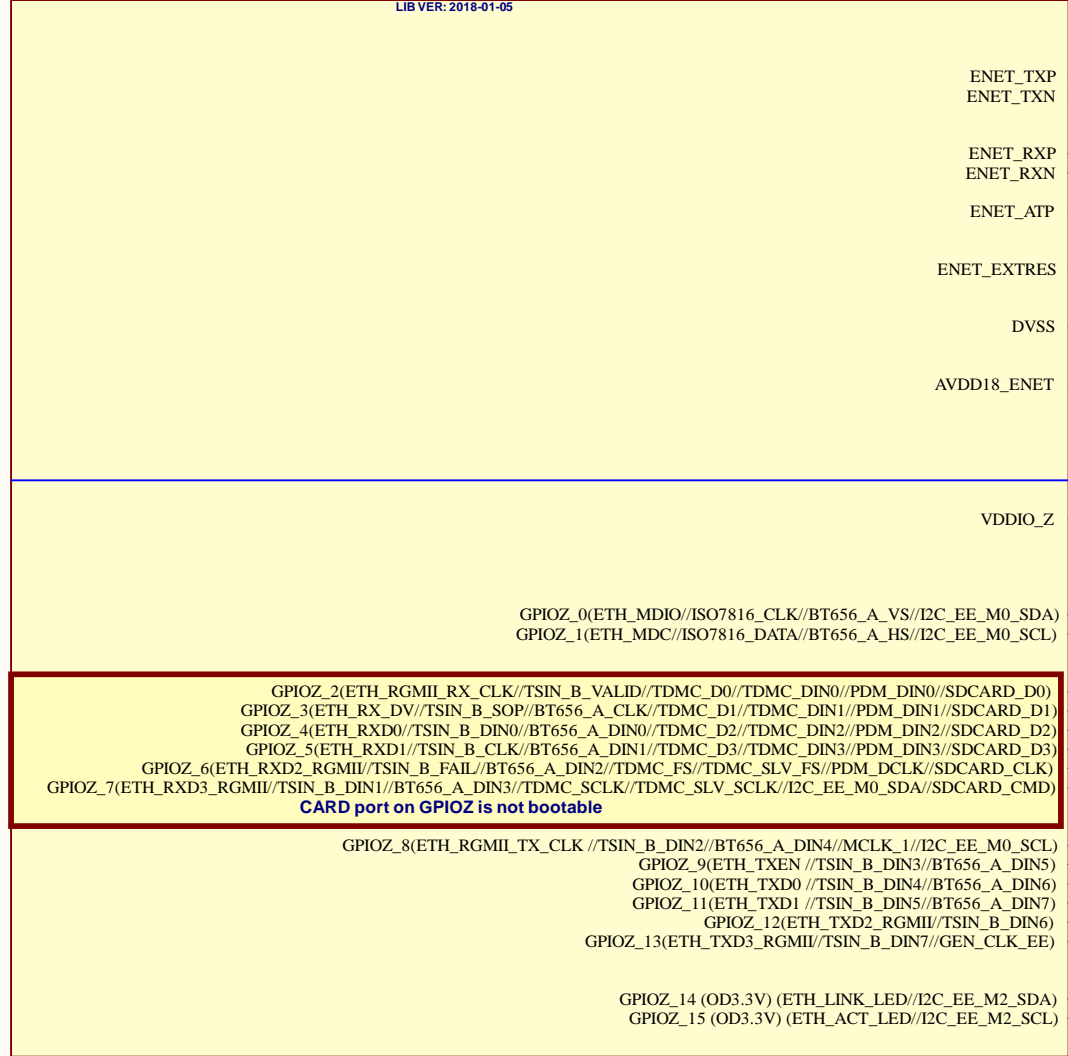 LIB VER: 2018-01-05
ENET_TXP
ENET_TXN
ENET_RXP
ENET_RXN
ENET_ATP
ENET_EXTRES
DVSS
AVDD18_ENET
VDDIO_Z
GPIOZ_0(ETH_MDIO//ISO7816_CLK//BT656_A_VS//I2C_EE_M0_SDA)
GPIOZ_1(ETH_MDC//ISO7816_DATA//BT656_A_HS//I2C_EE_M0_SCL)
GPIOZ_2(ETH_RGMII_RX_CLK//TSIN_B_VALID//TDMC_D0//TDMC_DIN0//PDM_DIN0//SDCARD_D0)
GPIOZ_3(ETH_RX_DV//TSIN_B_SOP//BT656_A_CLK//TDMC_D1//TDMC_DIN1//PDM_DIN1//SDCARD_D1)
GPIOZ_4(ETH_RXD0//TSIN_B_DIN0//BT656_A_DIN0//TDMC_D2//TDMC_DIN2//PDM_DIN2//SDCARD_D2)
GPIOZ_5(ETH_RXD1//TSIN_B_CLK//BT656_A_DIN1//TDMC_D3//TDMC_DIN3//PDM_DIN3//SDCARD_D3)
GPIOZ_6(ETH_RXD2_RGMII//TSIN_B_FAIL//BT656_A_DIN2//TDMC_FS//TDMC_SLV_FS//PDM_DCLK//SDCARD_CLK)
GPIOZ_7(ETH_RXD3_RGMII//TSIN_B_DIN1//BT656_A_DIN3//TDMC_SCLK//TDMC_SLV_SCLK//I2C_EE_M0_SDA//SDCARD_CMD)
CARD port on GPIOZ is not bootable
GPIOZ_8(ETH_RGMII_TX_CLK //TSIN_B_DIN2//BT656_A_DIN4//MCLK_1//I2C_EE_M0_SCL)
GPIOZ_9(ETH_TXEN //TSIN_B_DIN3//BT656_A_DIN5)
GPIOZ_10(ETH_TXD0 //TSIN_B_DIN4//BT656_A_DIN6)
GPIOZ_11(ETH_TXD1 //TSIN_B_DIN5//BT656_A_DIN7)
GPIOZ_12(ETH_TXD2_RGMII//TSIN_B_DIN6)
GPIOZ_13(ETH_TXD3_RGMII//TSIN_B_DIN7//GEN_CLK_EE)
GPIOZ_14 (OD3.3V) (ETH_LINK_LED//I2C_EE_M2_SDA)
GPIOZ_15 (OD3.3V) (ETH_ACT_LED//I2C_EE_M2_SCL)